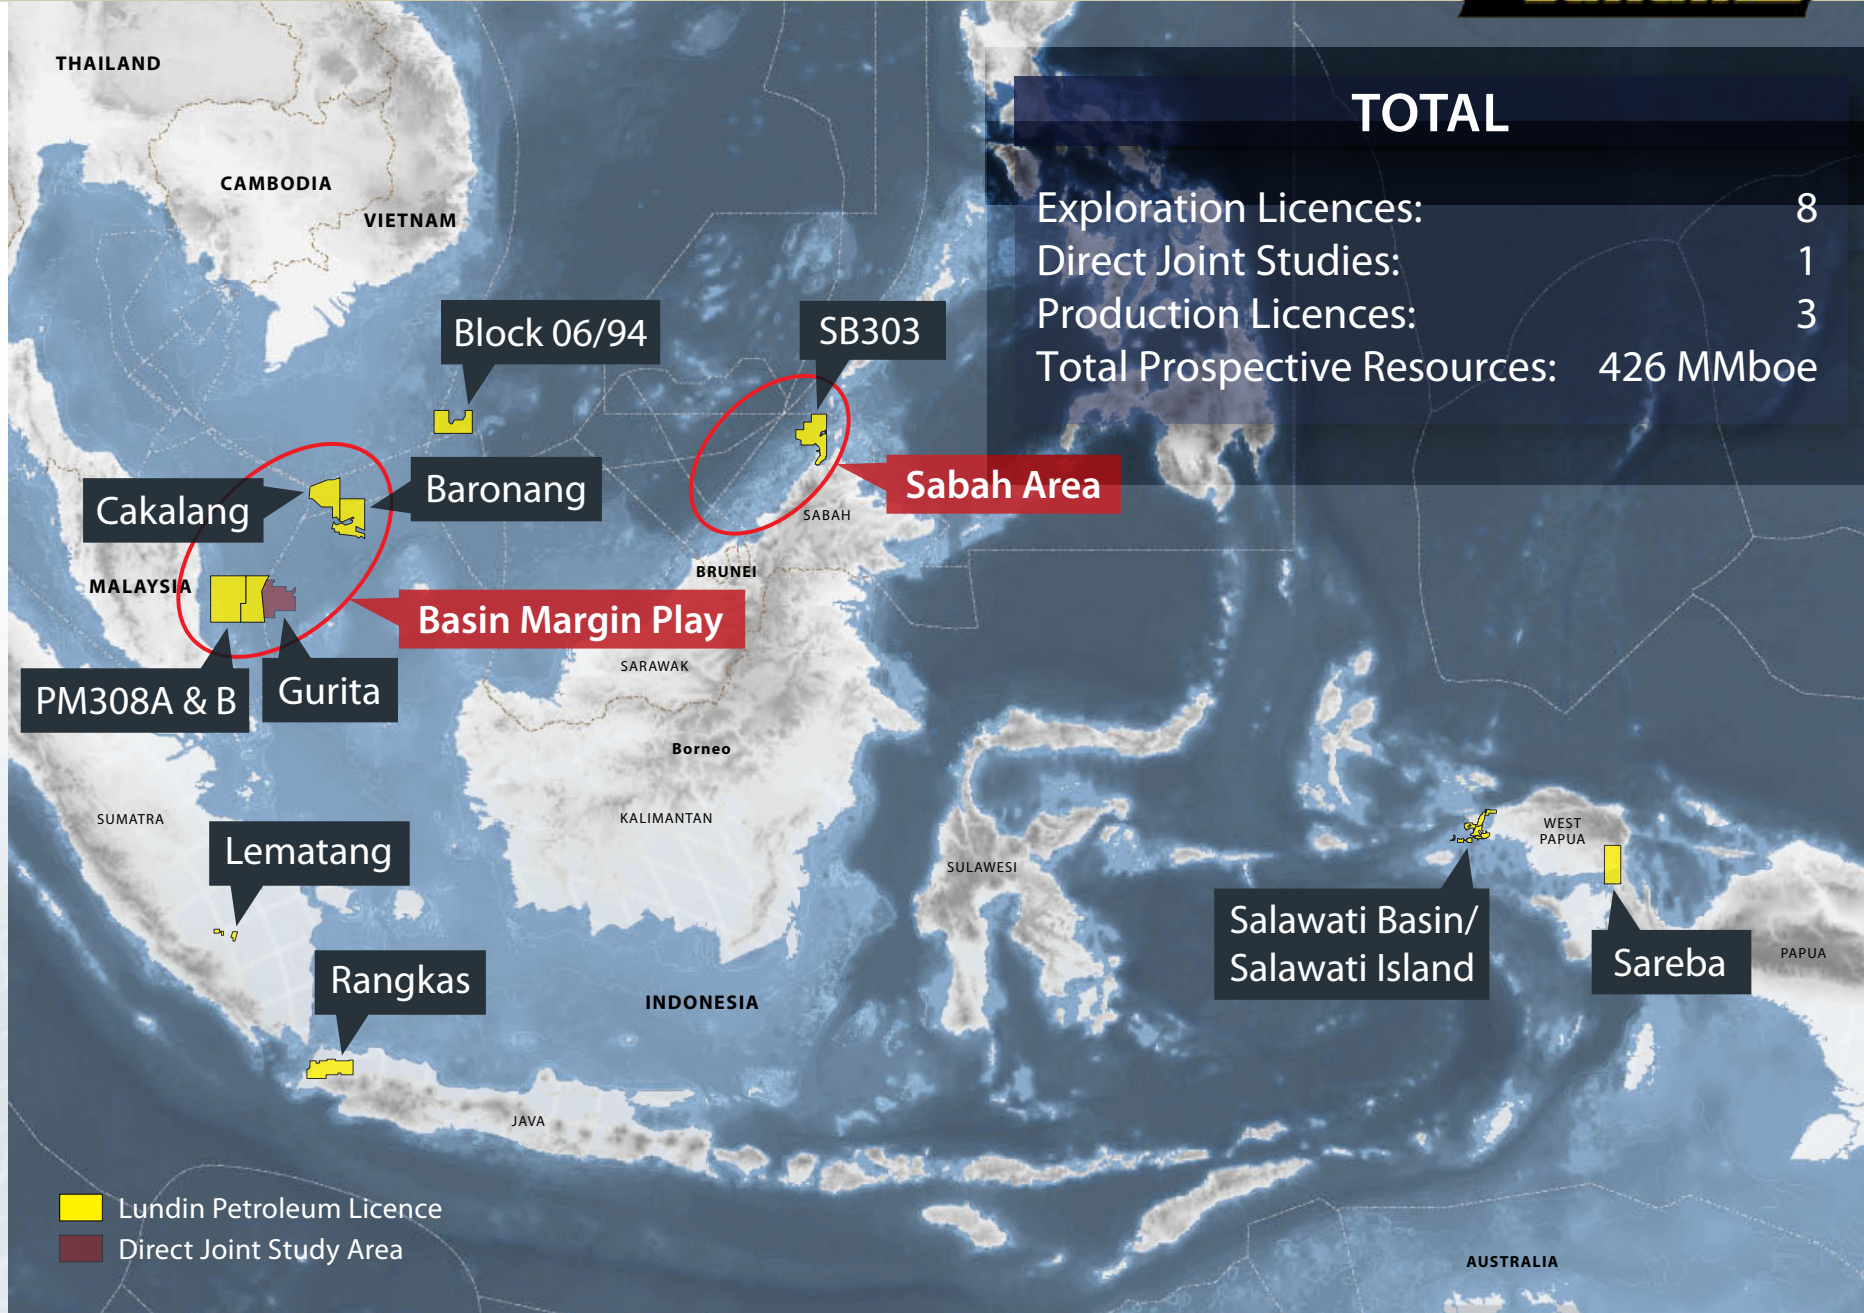 TOTAL
Exploration Licences: 8
Direct Joint Studies: 1
Production Licences: 3
Total Prospective Resources: 426 MMboe
THAILAND
CAMBODIA
VIETNAM
Block 06/94
SB303
Cakalang
Baronang
Sabah Area
SABAH
MALAYSIA
BRUNEI
Basin Margin Play
PM308A & B
Gurita
SARAWAK
Borneo
SUMATRA
KALIMANTAN
Lematang
SULAWESI
WEST
PAPUA
Salawati Basin/
Salawati Island
Sareba
PAPUA
Rangkas
INDONESIA
JAVA
Lundin Petroleum Licence
Direct Joint Study Area
AUSTRALIA